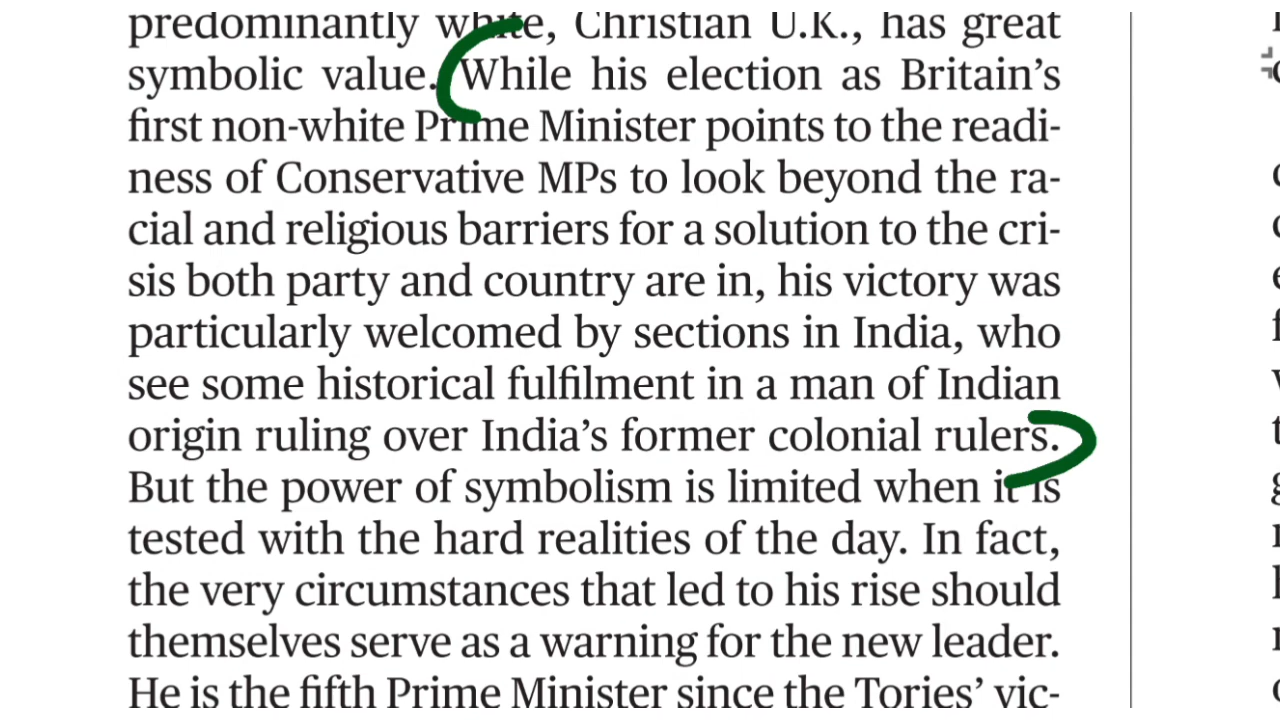 predominantly white, Christian U.K., has great
symbolic value. While his election as Britain's
first non-white Prime Minister points to the readi-
ness of Conservative MPs to look beyond the ra-
cial and religious barriers for a solution to the cri-
sis both party and country are in, his victory was
particularly welcomed by sections in India, who
see some historical fulfilment in a man of Indian
origin ruling over India's former colonial rulers.
But the power of symbolism is limited when it is
tested with the hard realities of the day. In fact,
the very circumstances that led to his rise should
themselves serve as a warning for the new leader.
He is the fifth Prime Minister since the Tories' vic-